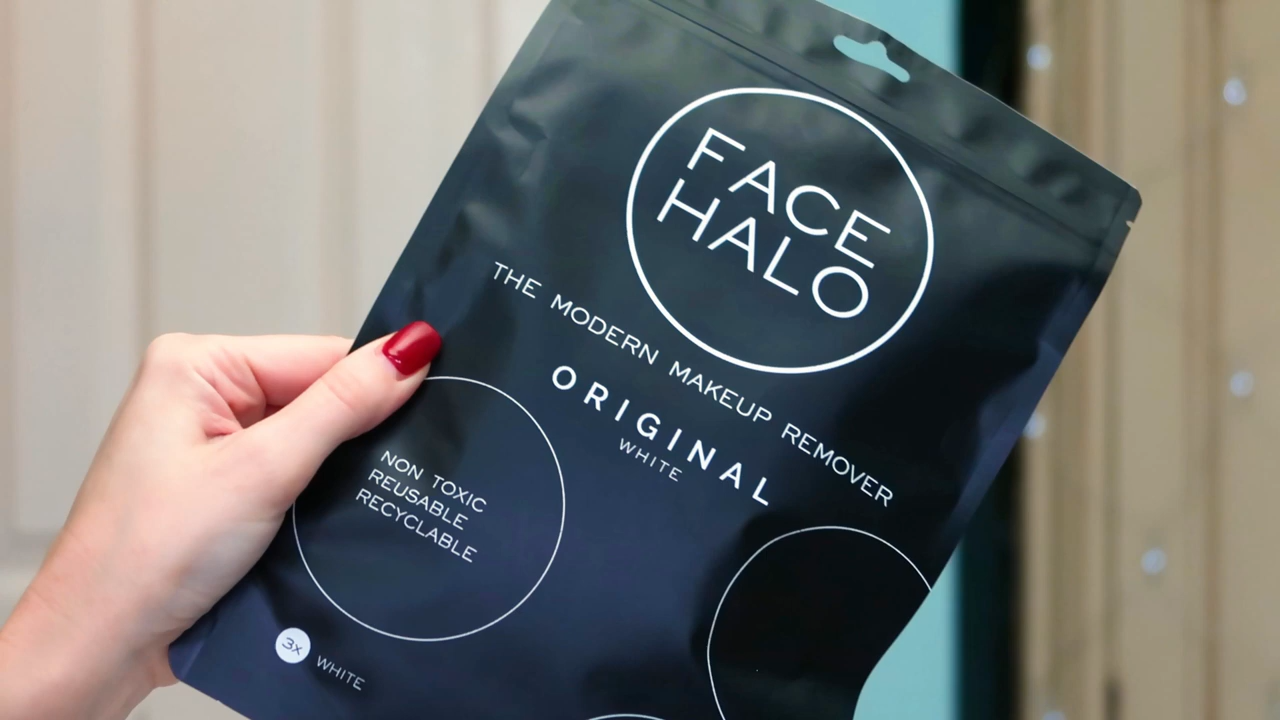 FACE
HALO
THE MODERN MAKEUP REMOVER
ORIGINAL
WHITE
NON TOXIC
REUSABLE
RECYCLABLE
3x WHITE